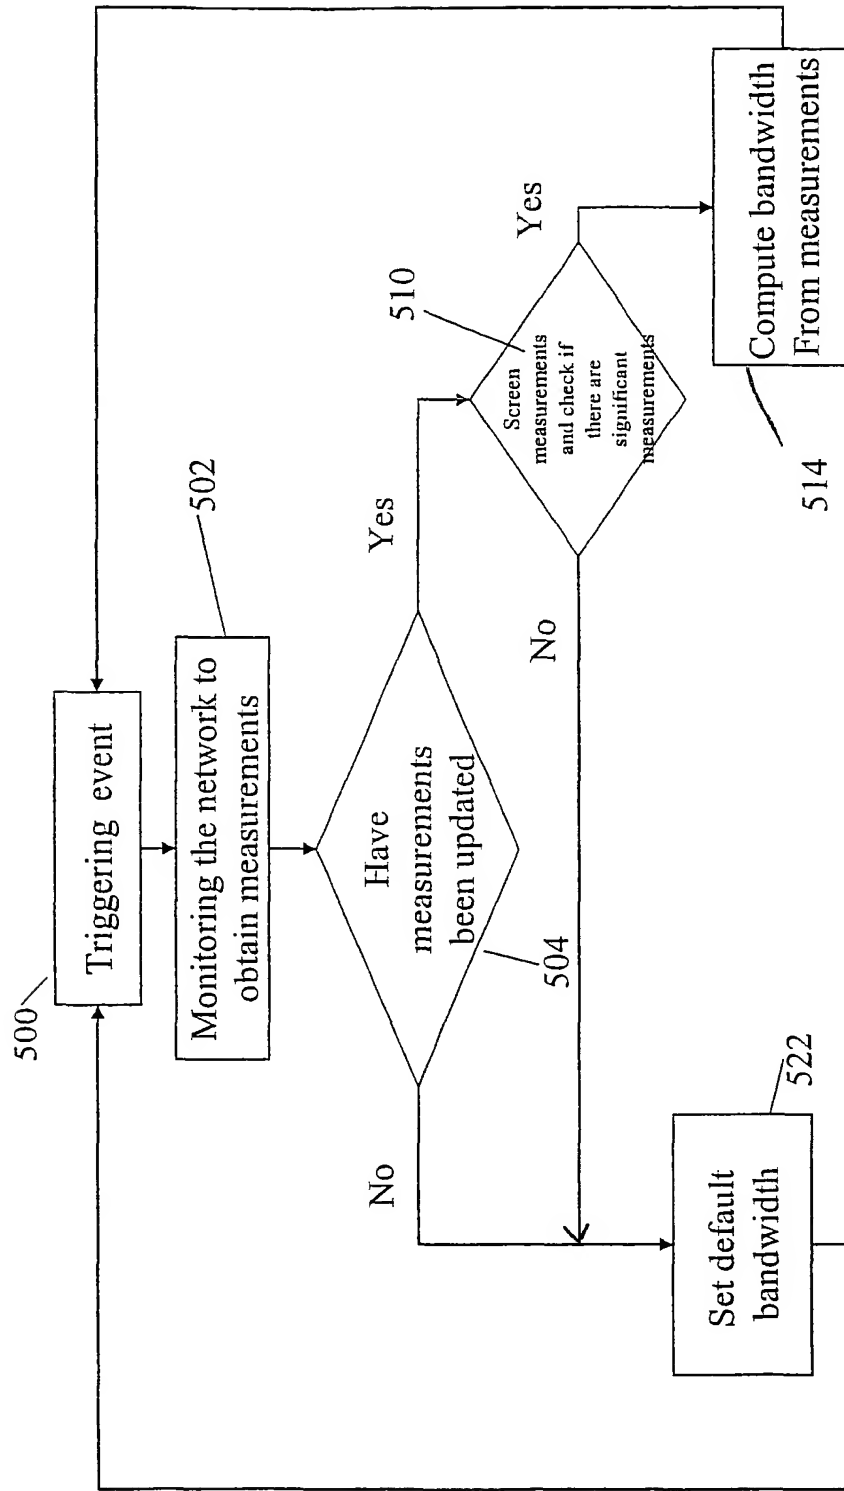 500
Triggering event
502
Monitoring the network to
obtain measurements
Have
measurements
been updated
504
No
Yes
510
Screen
measurements
and check if
there are
significant
measurements
No
Yes
522
Set default
bandwidth
514
Compute bandwidth
From measurements